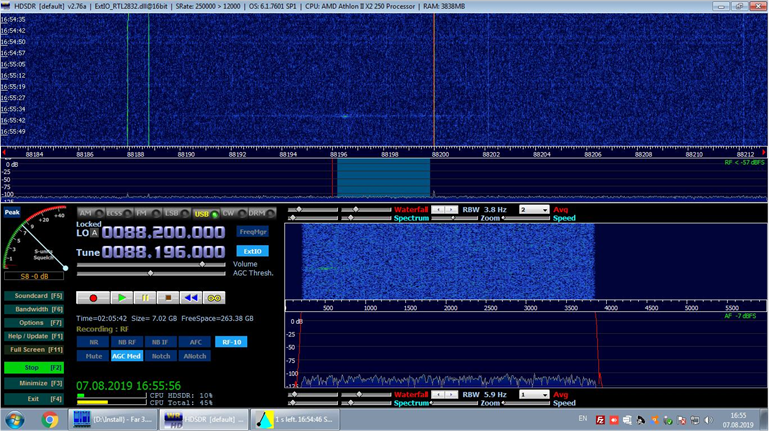 HDSDR [default] v2.76a | ExtIO_RTL2832.dll@16bit | SRate: 250000 > 12000 | OS: 6.1.7601 SP1 | CPU: AMD Athlon II X2 250 Processor | RAM: 3838MB
16:54:35
16:54:42
16:54:50
16:54:57
16:55:05
16:55:12
16:55:20
16:55:27
16:55:34
16:55:42
16:55:49
88184 88186 88188 88190 88192 88194 88196 88198 88200 88202 88204 88206 88208 88210 88212
0 dB
-25
-50
-75
-100
-125
RF < -57 dBFS
Peak
+20 +40
+9
S-units
Squelch
S8 -0 dB
AM ECSS FM LSB USB CW DRM
Locked
LO A 0088.200.000 FreqMgr
Tune 0088.196.000 ExtIO
Volume
AGC Thresh.
Waterfall RBW 3.8 Hz 2 Avg
Spectrum Zoom Speed
Soundcard [F5]
Bandwidth [F6]
Options [F7]
Help / Update [F1]
Full Screen [F11]
Stop [F2]
Minimize [F3]
Exit [F4]
Time=02:05:42 Size= 7.02 GB FreeSpace=263.38 GB
Recording : RF
NR NB RF NB IF AFC RF-10
Mute AGC Med Notch ANotch
07.08.2019 16:55:56
CPU HDSDR: 10%
CPU Total: 45%
500 1000 1500 2000 2500 3000 3500 4000 4500 5000 5500
0 dB
-25
-50
-75
-100
-125
AF -7 dBFS
Waterfall RBW 5.9 Hz 1 Avg
Spectrum Zoom Speed
[D:\Install] - Far 3....
HDSDR [default] ...
1 s left. 16:54:46 S...
EN
16:55
07.08.2019